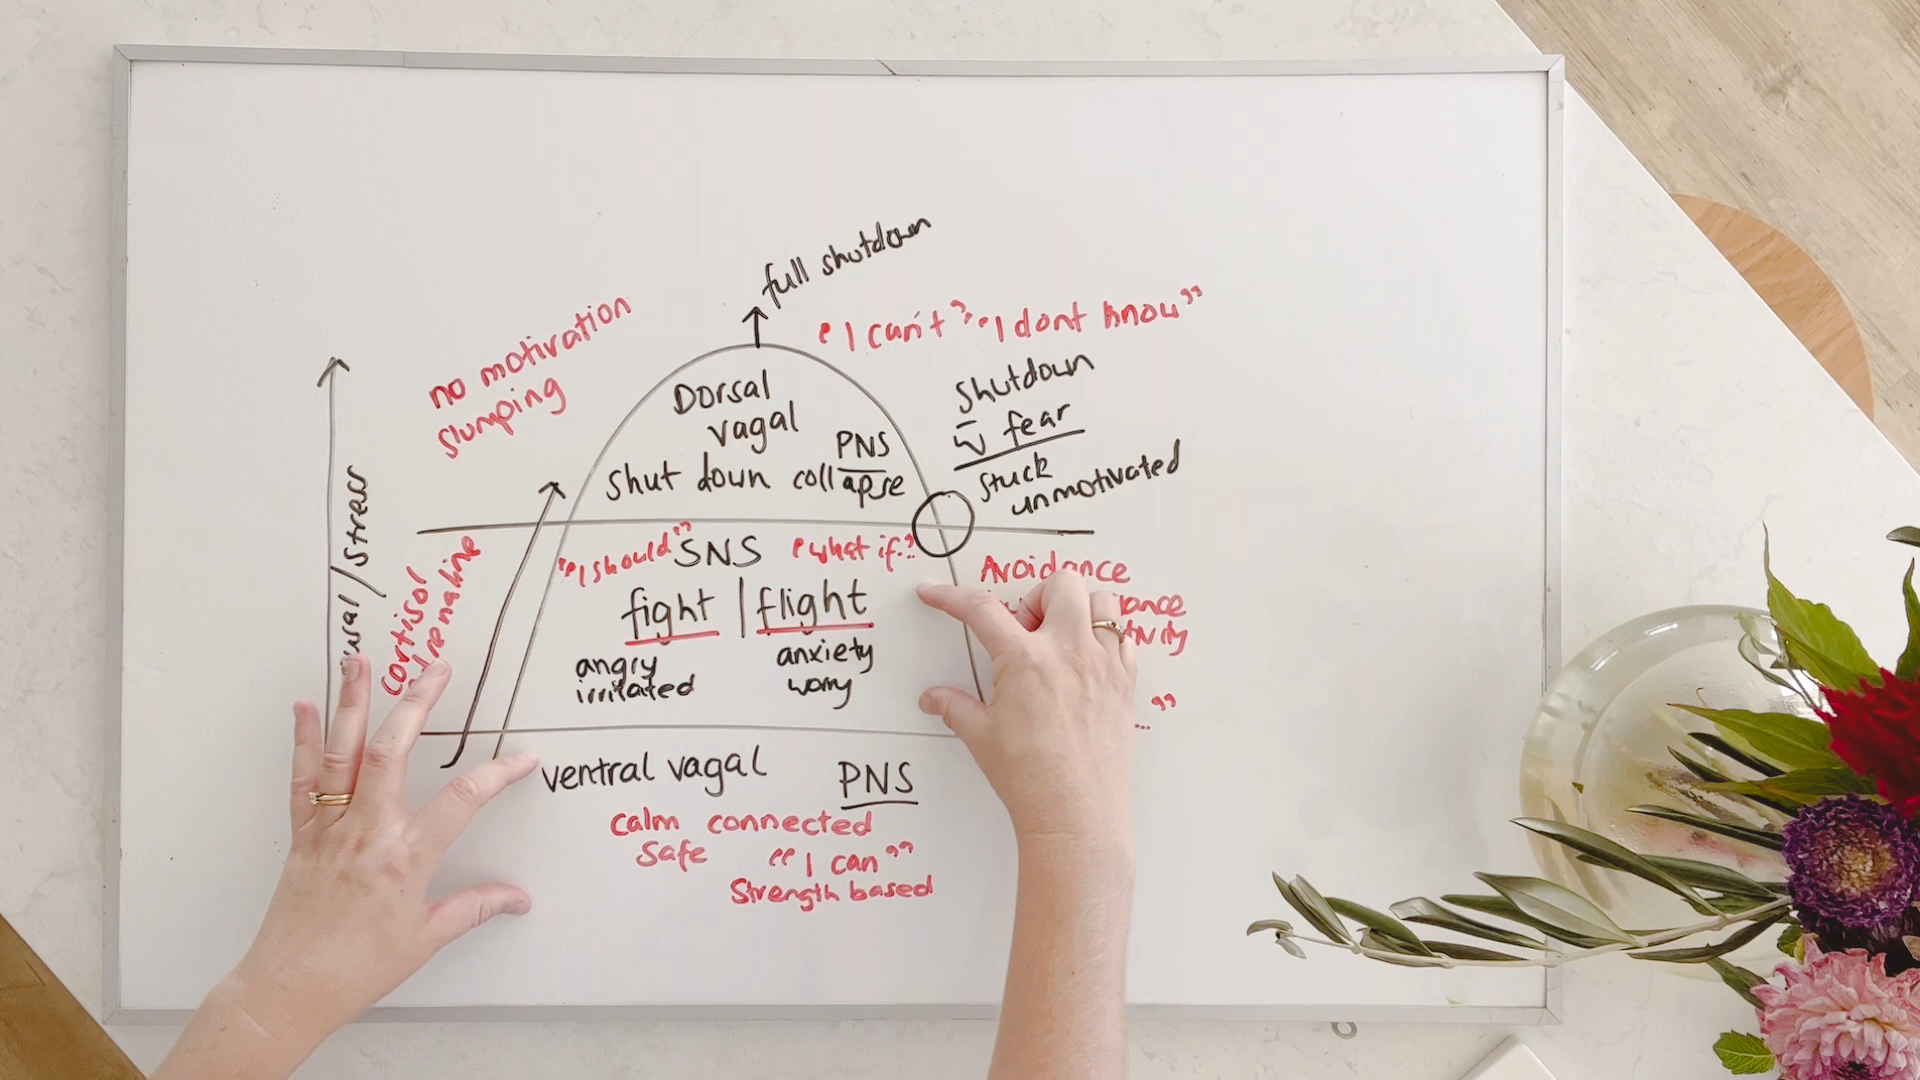 full shutdown
"I can't" "I dont know"
no motivation
slumping
Dorsal
vagal
PNS
shut down collapse
Shutdown
w fear
Stuck
unmotivated
/stress
cortisol
"I should"
SNS
"what if.."
fight | flight
angry
irritated
anxiety
worry
Avoidance
..."
ventral vagal
PNS
calm connected
safe
"I can"
Strength based